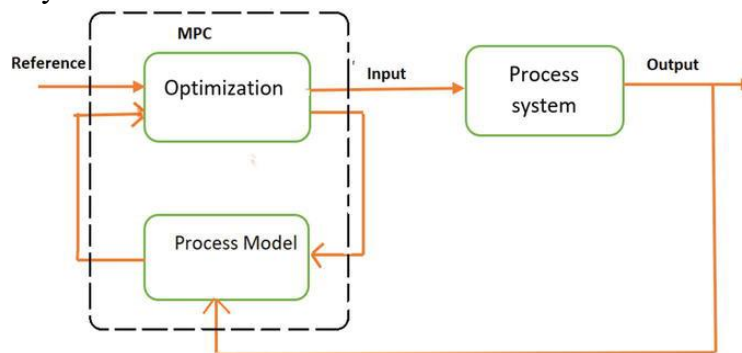 MPC
Reference
Optimization
Input
Process
system
Output
Process Model